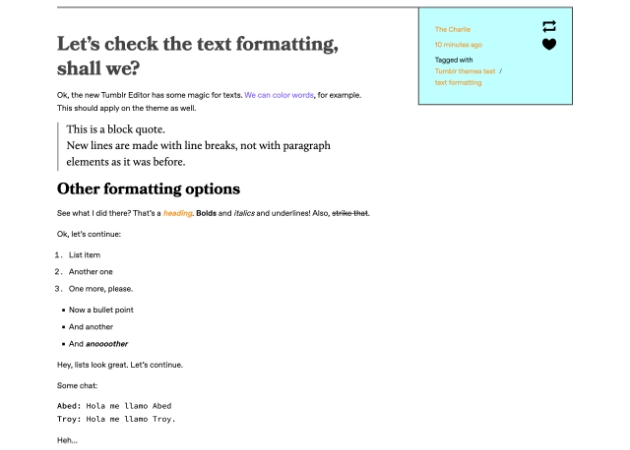 Let's check the text formatting,
shall we?
Ok, the new Tumblr Editor has some magic for texts. We can color words, for example.
This should apply on the theme as well.
This is a block quote.
New lines are made with line breaks, not with paragraph
elements as it was before.
Other formatting options
See what I did there? That's a heading. Bolds and italics and underlines! Also, strike that.
Ok, let's continue:
1. List item
2. Another one
3. One more, please.
▪ Now a bullet point
▪ And another
▪ And anoooother
Hey, lists look great. Let's continue.
Some chat:
Abed: Hola me llamo Abed
Troy: Hola me llamo Troy.
Heh...
The Charlie
10 minutes ago
Tagged with
Tumblr themes test /
text formatting